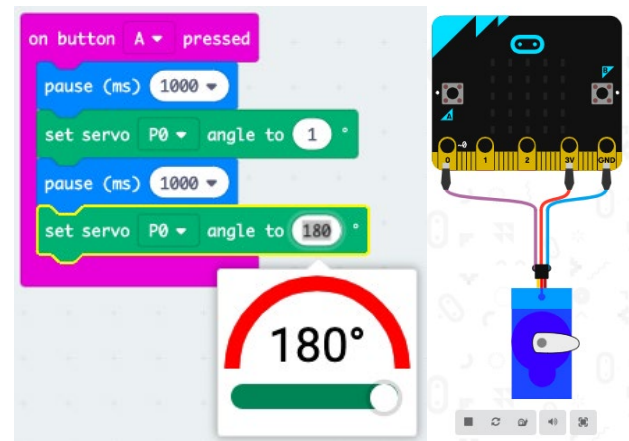 on button A pressed
pause (ms) 1000
set servo P0 angle to 1 °
pause (ms) 1000
set servo P0 angle to 180 °
180°
B
A
~0
0 1 2 3V GND